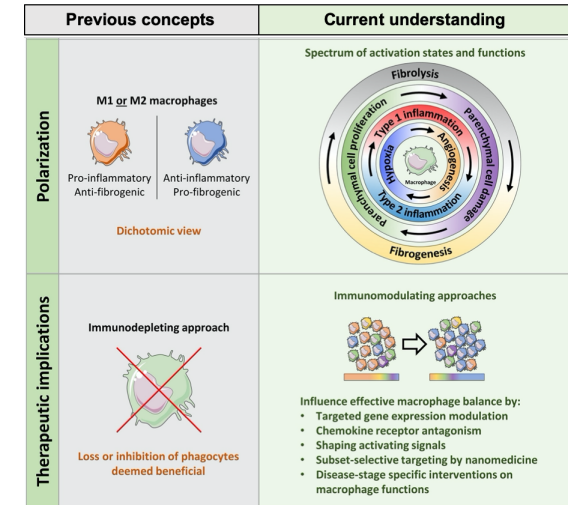 Previous concepts
Current understanding
Polarization
M1 or M2 macrophages
Pro-inflammatory
Anti-fibrogenic
Anti-inflammatory
Pro-fibrogenic
Dichotomic view
Spectrum of activation states and functions
Fibrolysis
Parenchymal cell proliferation
Parenchymal cell damage
Type 1 inflammation
Hypoxia
Angiogenesis
Macrophage
Type 2 inflammation
Fibrogenesis
Therapeutic implications
Immunodepleting approach
Loss or inhibition of phagocytes
deemed beneficial
Immunomodulating approaches
Influence effective macrophage balance by:
• Targeted gene expression modulation
• Chemokine receptor antagonism
• Shaping activating signals
• Subset-selective targeting by nanomedicine
• Disease-stage specific interventions on
macrophage functions